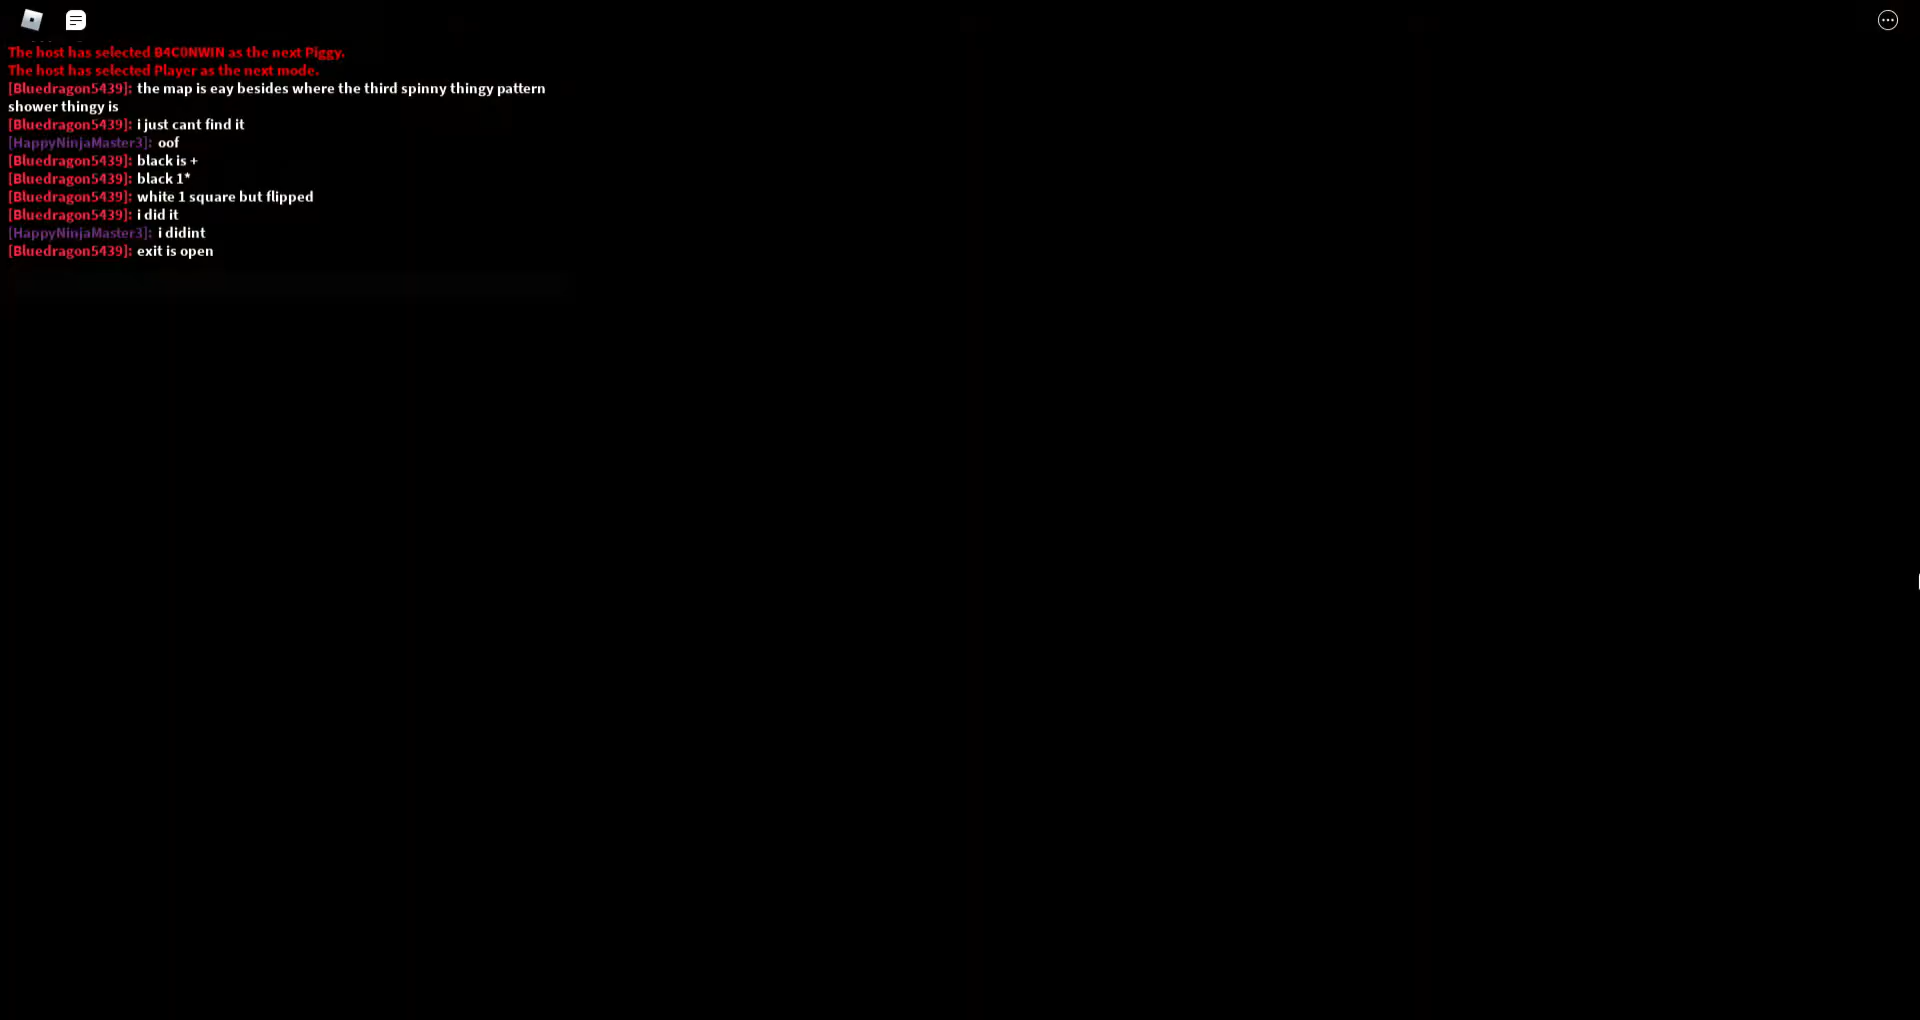 The host has selected B4C0NWIN as the next Piggy.
The host has selected Player as the next mode.
[Bluedragon5439]: the map is eay besides where the third spinny thingy pattern
shower thingy is
[Bluedragon5439]: i just cant find it
[HappyNinjaMaster3]: oof
[Bluedragon5439]: black is +
[Bluedragon5439]: black 1*
[Bluedragon5439]: white 1 square but flipped
[Bluedragon5439]: i did it
[HappyNinjaMaster3]: i didint
[Bluedragon5439]: exit is open